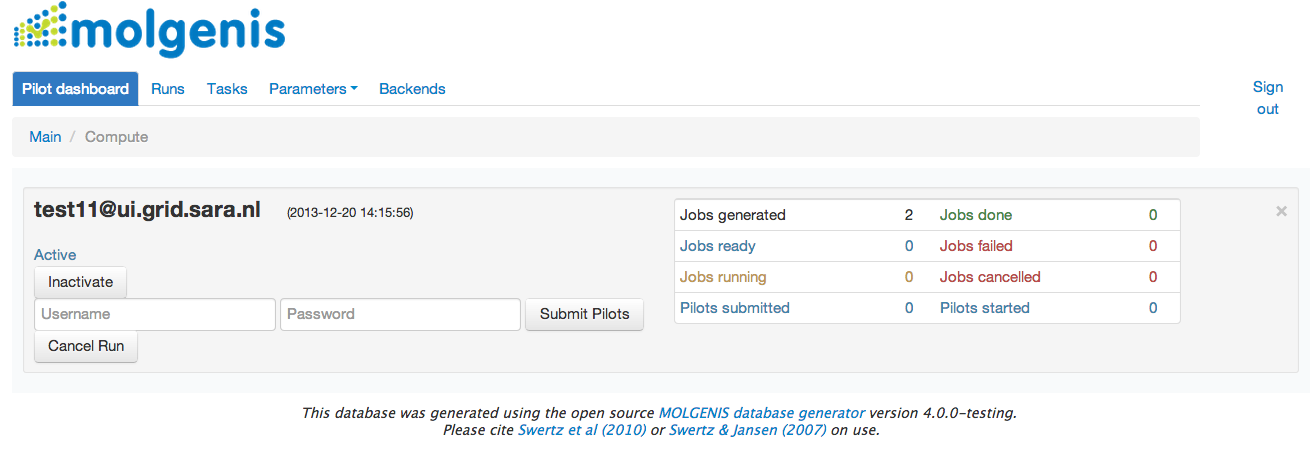 molgenis
Pilot dashboard Runs Tasks Parameters Backends
Sign
out
Main / Compute
test11@ui.grid.sara.nl (2013-12-20 14:15:56)
Active
Inactivate
Username Password Submit Pilots
Cancel Run
Jobs generated 2 Jobs done 0
Jobs ready 0 Jobs failed 0
Jobs running 0 Jobs cancelled 0
Pilots submitted 0 Pilots started 0
×
This database was generated using the open source MOLGENIS database generator version 4.0.0-testing.
Please cite Swertz et al (2010) or Swertz & Jansen (2007) on use.